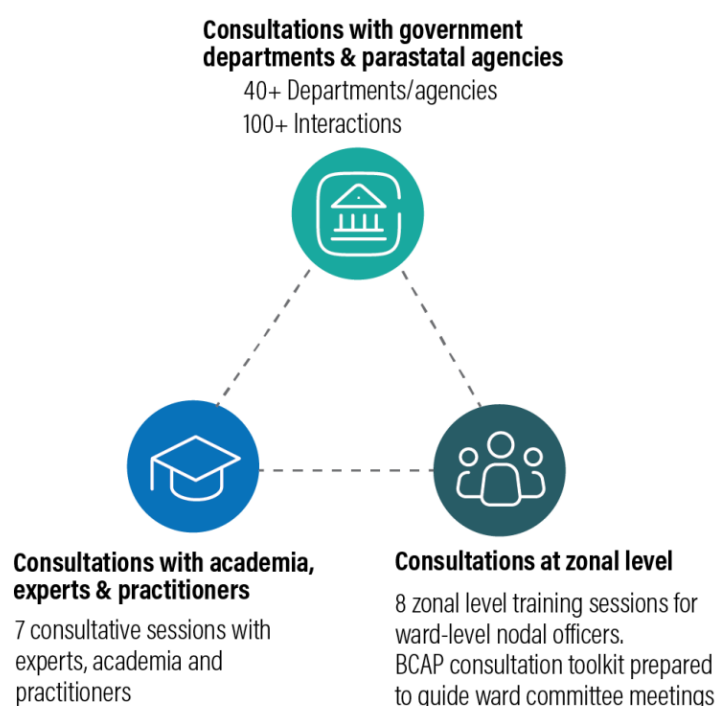 Consultations with government
departments & parastatal agencies
40+ Departments/agencies
100+ Interactions
Consultations with academia,
experts & practitioners
7 consultative sessions with
experts, academia and
practitioners
Consultations at zonal level
8 zonal level training sessions for
ward-level nodal officers.
BCAP consultation toolkit prepared
to guide ward committee meetings